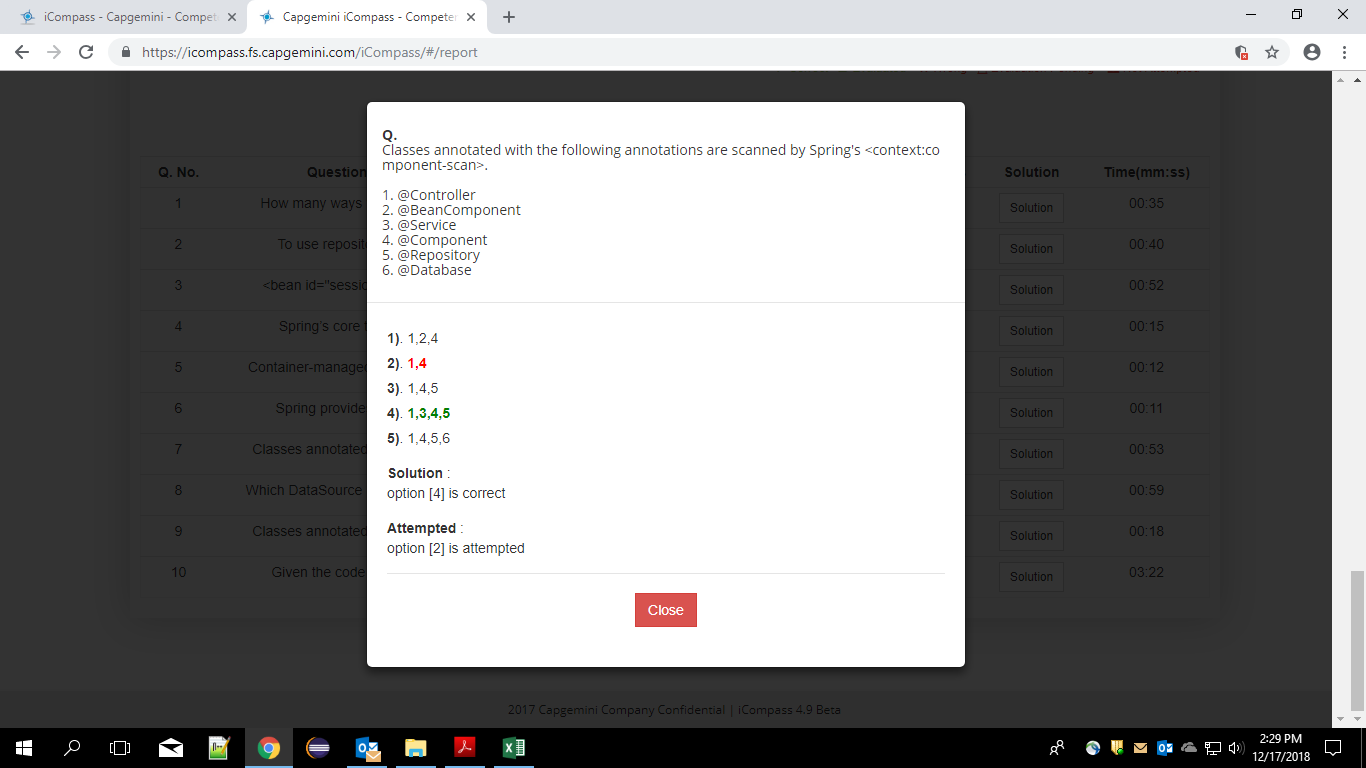 iCompass - Capgemini - Compet
Capgemini iCompass - Competen
https://icompass.fs.capgemini.com/iCompass/#/report
Q.
Classes annotated with the following annotations are scanned by Spring's <context:co
mponent-scan>.
1. @Controller
2. @BeanComponent
3. @Service
4. @Component
5. @Repository
6. @Database
1). 1,2,4
2). 1,4
3). 1,4,5
4). 1,3,4,5
5). 1,4,5,6
Solution :
option [4] is correct
Attempted :
option [2] is attempted
Close
Q. No. Question Solution Time(mm:ss)
1 How many ways Solution 00:35
2 To use reposit Solution 00:40
3 <bean id="sessio Solution 00:52
4 Spring's core Solution 00:15
5 Container-manage Solution 00:12
6 Spring provide Solution 00:11
7 Classes annotated Solution 00:53
8 Which DataSource Solution 00:59
9 Classes annotated Solution 00:18
10 Given the code Solution 03:22
2017 Capgemini Company Confidential | iCompass 4.9 Beta
2:29 PM
12/17/2018